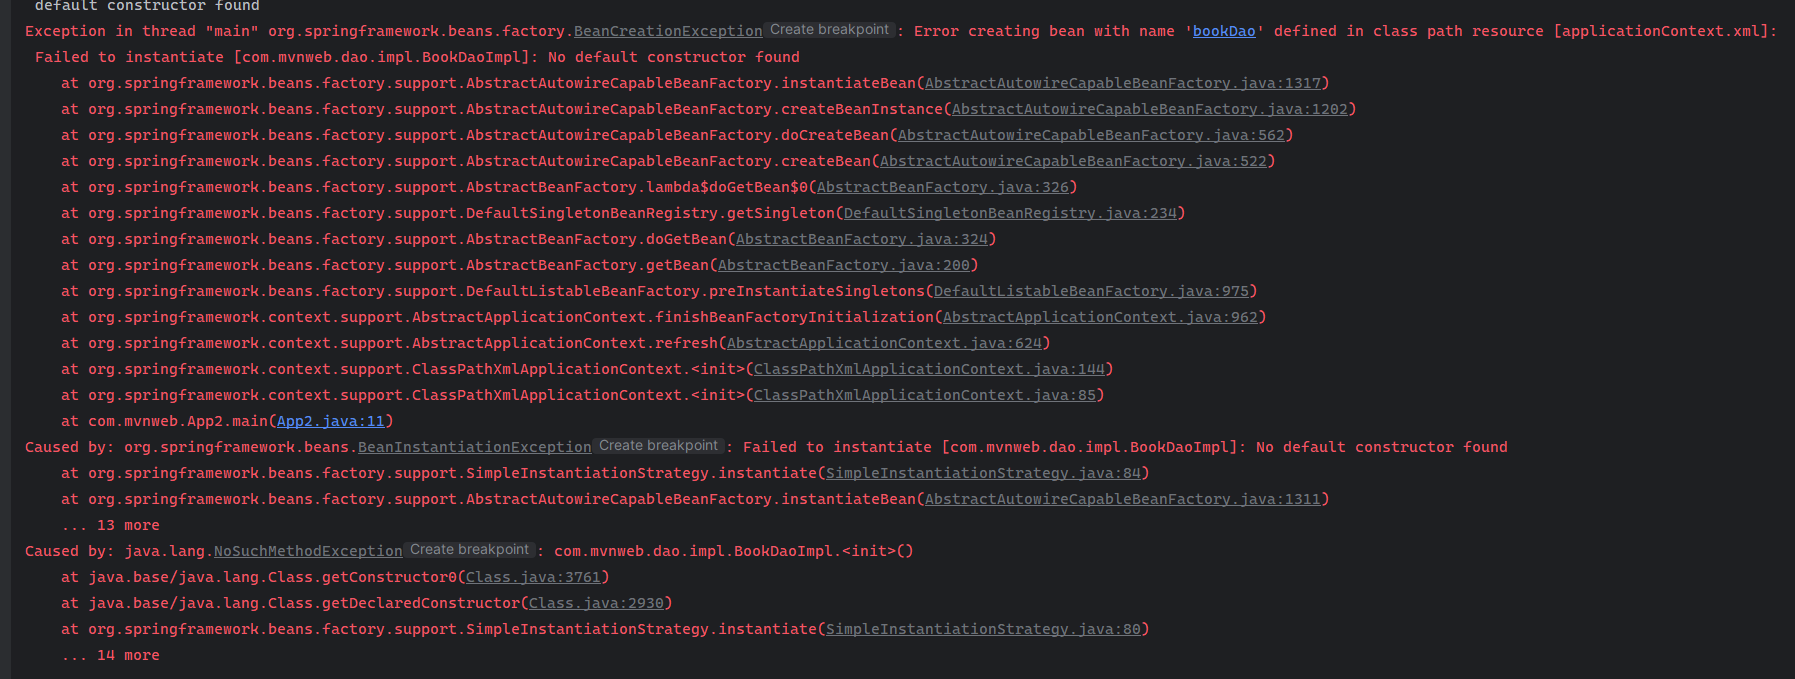 default constructor found
Exception in thread "main" org.springframework.beans.factory.BeanCreationException Create breakpoint : Error creating bean with name 'bookDao' defined in class path resource [applicationContext.xml]:
Failed to instantiate [com.mvnweb.dao.impl.BookDaoImpl]: No default constructor found
at org.springframework.beans.factory.support.AbstractAutowireCapableBeanFactory.instantiateBean(AbstractAutowireCapableBeanFactory.java:1317)
at org.springframework.beans.factory.support.AbstractAutowireCapableBeanFactory.createBeanInstance(AbstractAutowireCapableBeanFactory.java:1202)
at org.springframework.beans.factory.support.AbstractAutowireCapableBeanFactory.doCreateBean(AbstractAutowireCapableBeanFactory.java:562)
at org.springframework.beans.factory.support.AbstractAutowireCapableBeanFactory.createBean(AbstractAutowireCapableBeanFactory.java:522)
at org.springframework.beans.factory.support.AbstractBeanFactory.lambda$doGetBean$0(AbstractBeanFactory.java:326)
at org.springframework.beans.factory.support.DefaultSingletonBeanRegistry.getSingleton(DefaultSingletonBeanRegistry.java:234)
at org.springframework.beans.factory.support.AbstractBeanFactory.doGetBean(AbstractBeanFactory.java:324)
at org.springframework.beans.factory.support.AbstractBeanFactory.getBean(AbstractBeanFactory.java:200)
at org.springframework.beans.factory.support.DefaultListableBeanFactory.preInstantiateSingletons(DefaultListableBeanFactory.java:975)
at org.springframework.context.support.AbstractApplicationContext.finishBeanFactoryInitialization(AbstractApplicationContext.java:962)
at org.springframework.context.support.AbstractApplicationContext.refresh(AbstractApplicationContext.java:624)
at org.springframework.context.support.ClassPathXmlApplicationContext.<init>(ClassPathXmlApplicationContext.java:144)
at org.springframework.context.support.ClassPathXmlApplicationContext.<init>(ClassPathXmlApplicationContext.java:85)
at com.mvnweb.App2.main(App2.java:11)
Caused by: org.springframework.beans.BeanInstantiationException Create breakpoint : Failed to instantiate [com.mvnweb.dao.impl.BookDaoImpl]: No default constructor found
at org.springframework.beans.factory.support.SimpleInstantiationStrategy.instantiate(SimpleInstantiationStrategy.java:84)
at org.springframework.beans.factory.support.AbstractAutowireCapableBeanFactory.instantiateBean(AbstractAutowireCapableBeanFactory.java:1311)
... 13 more
Caused by: java.lang.NoSuchMethodException Create breakpoint : com.mvnweb.dao.impl.BookDaoImpl.<init>()
at java.base/java.lang.Class.getConstructor0(Class.java:3761)
at java.base/java.lang.Class.getDeclaredConstructor(Class.java:2930)
at org.springframework.beans.factory.support.SimpleInstantiationStrategy.instantiate(SimpleInstantiationStrategy.java:80)
... 14 more